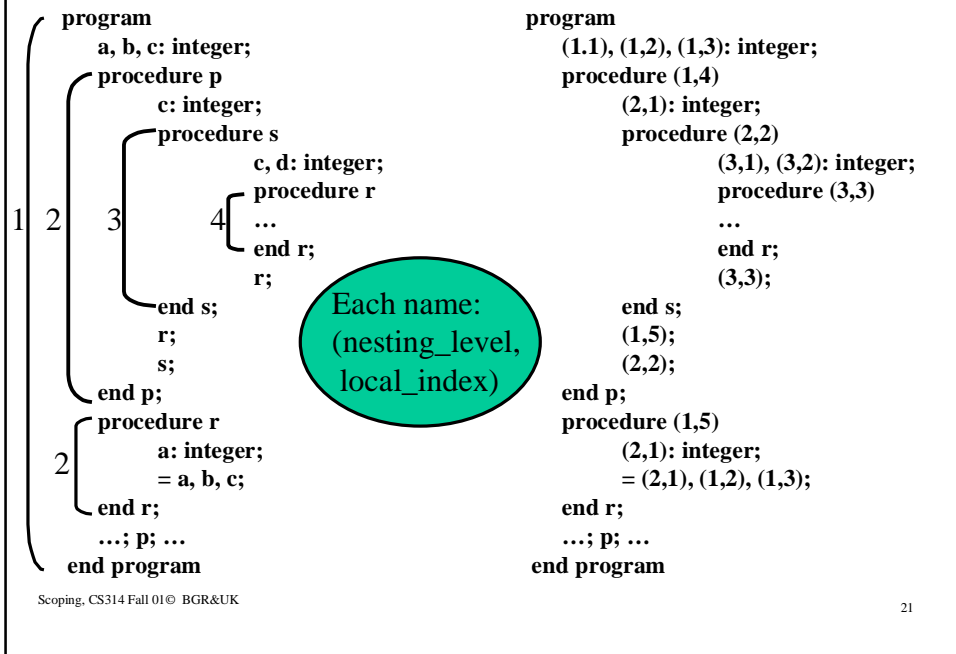 program
a, b, c: integer;
procedure p
c: integer;
procedure s
c, d: integer;
procedure r
…
end r;
r;
end s;
r;
s;
end p;
procedure r
a: integer;
= a, b, c;
end r;
…; p; …
end program
1
2
3
4
2
Each name:
(nesting_level,
local_index)
program
(1.1), (1,2), (1,3): integer;
procedure (1,4)
(2,1): integer;
procedure (2,2)
(3,1), (3,2): integer;
procedure (3,3)
…
end r;
(3,3);
end s;
(1,5);
(2,2);
end p;
procedure (1,5)
(2,1): integer;
= (2,1), (1,2), (1,3);
end r;
…; p; …
end program
Scoping, CS314 Fall 01© BGR&UK
21